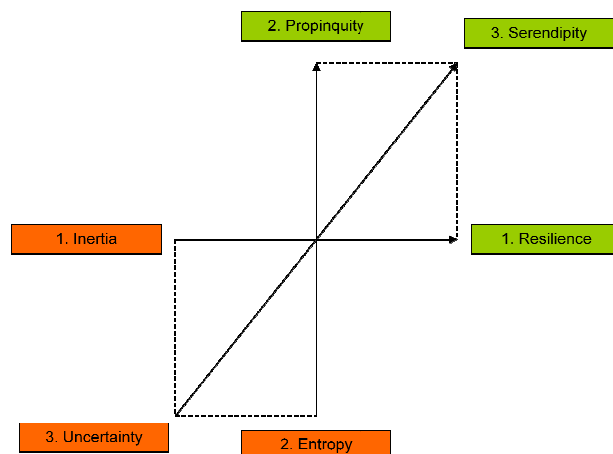 2. Propinquity
3. Serendipity
1. Inertia
1. Resilience
3. Uncertainty
2. Entropy